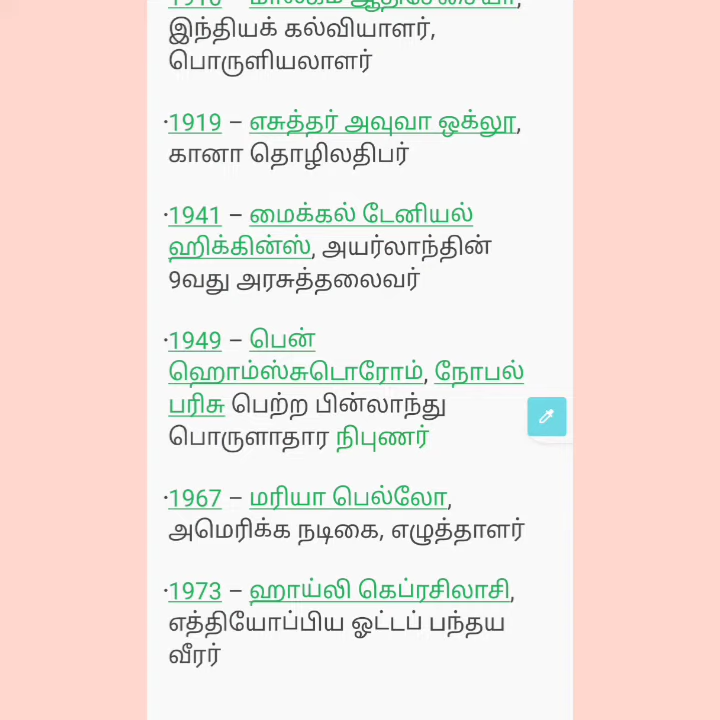 இந்தியக் கல்வியாளர்,
பொருளியலாளர்
·1919 – எசுத்தர் அவுவா ஒக்லூ,
கானா தொழிலதிபர்
·1941 – மைக்கல் டேனியல்
ஹிக்கின்ஸ், அயர்லாந்தின்
9வது அரசுத்தலைவர்
·1949 – பென்
ஹொம்ஸ்சுடொரோம், நோபல்
பரிசு பெற்ற பின்லாந்து
பொருளாதார நிபுணர்
·1967 – மரியா பெல்லோ,
அமெரிக்க நடிகை, எழுத்தாளர்
·1973 – ஹாய்லி கெப்ரசிலாசி,
எத்தியோப்பிய ஓட்டப் பந்தய
வீரர்